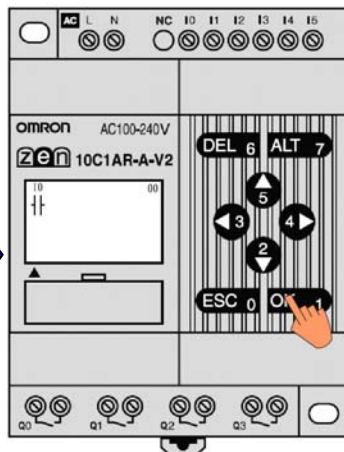 AC L N NC I0 I1 I2 I3 I4 I5
OMRON AC100-240V
zen 10C1AR-A-V2
I0 00
DEL 6 ALT 7
5
3 4
2
ESC 0 OK 1
Q0 Q1 Q2 Q3